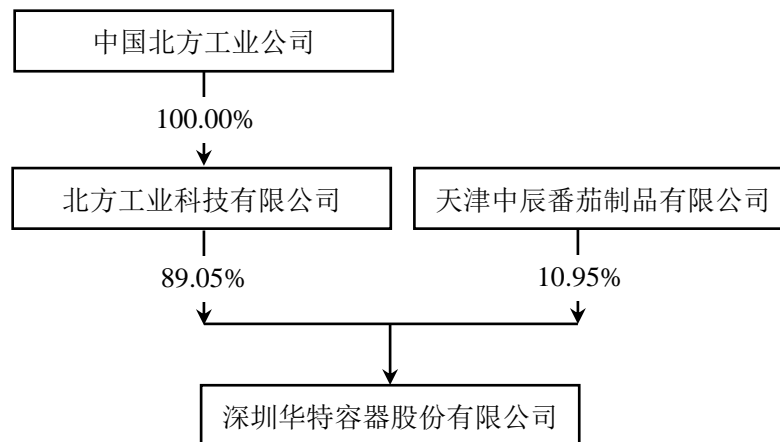 中国北方工业公司
100.00%
北方工业科技有限公司
天津中辰番茄制品有限公司
89.05%
10.95%
深圳华特容器股份有限公司